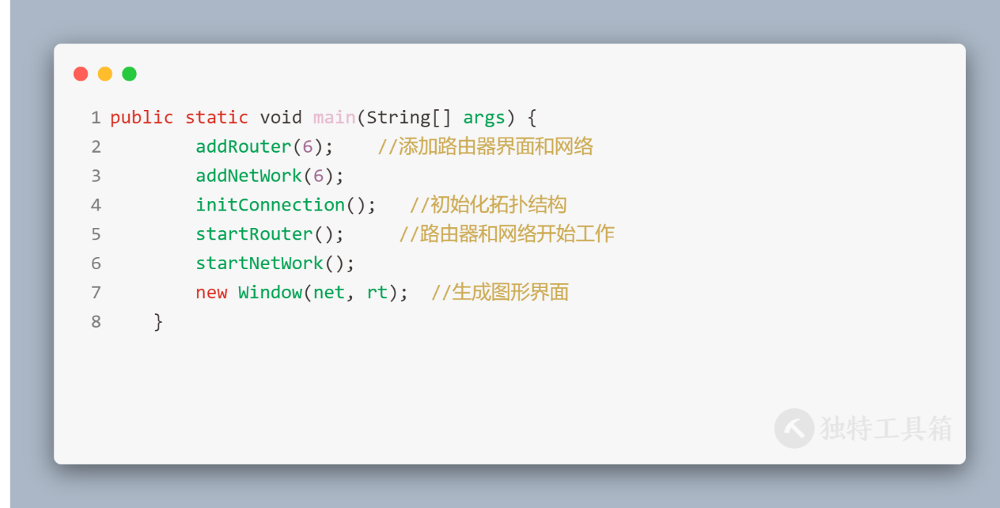 1 public static void main(String[] args) {
2         addRouter(6);    //添加路由器界面和网络
3         addNetWork(6);
4         initConnection();   //初始化拓扑结构
5         startRouter();     //路由器和网络开始工作
6         startNetWork();
7         new Window(net, rt);  //生成图形界面
8     }
独特工具箱